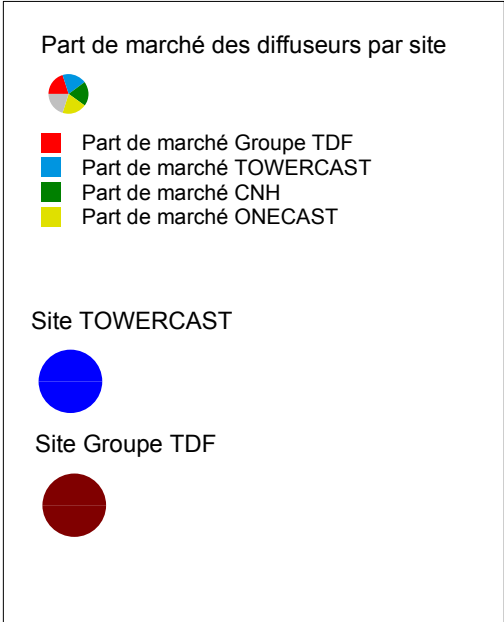 Part de marché des diffuseurs par site
Part de marché Groupe TDF
Part de marché TOWERCAST
Part de marché CNH
Part de marché ONECAST
Site TOWERCAST
Site Groupe TDF